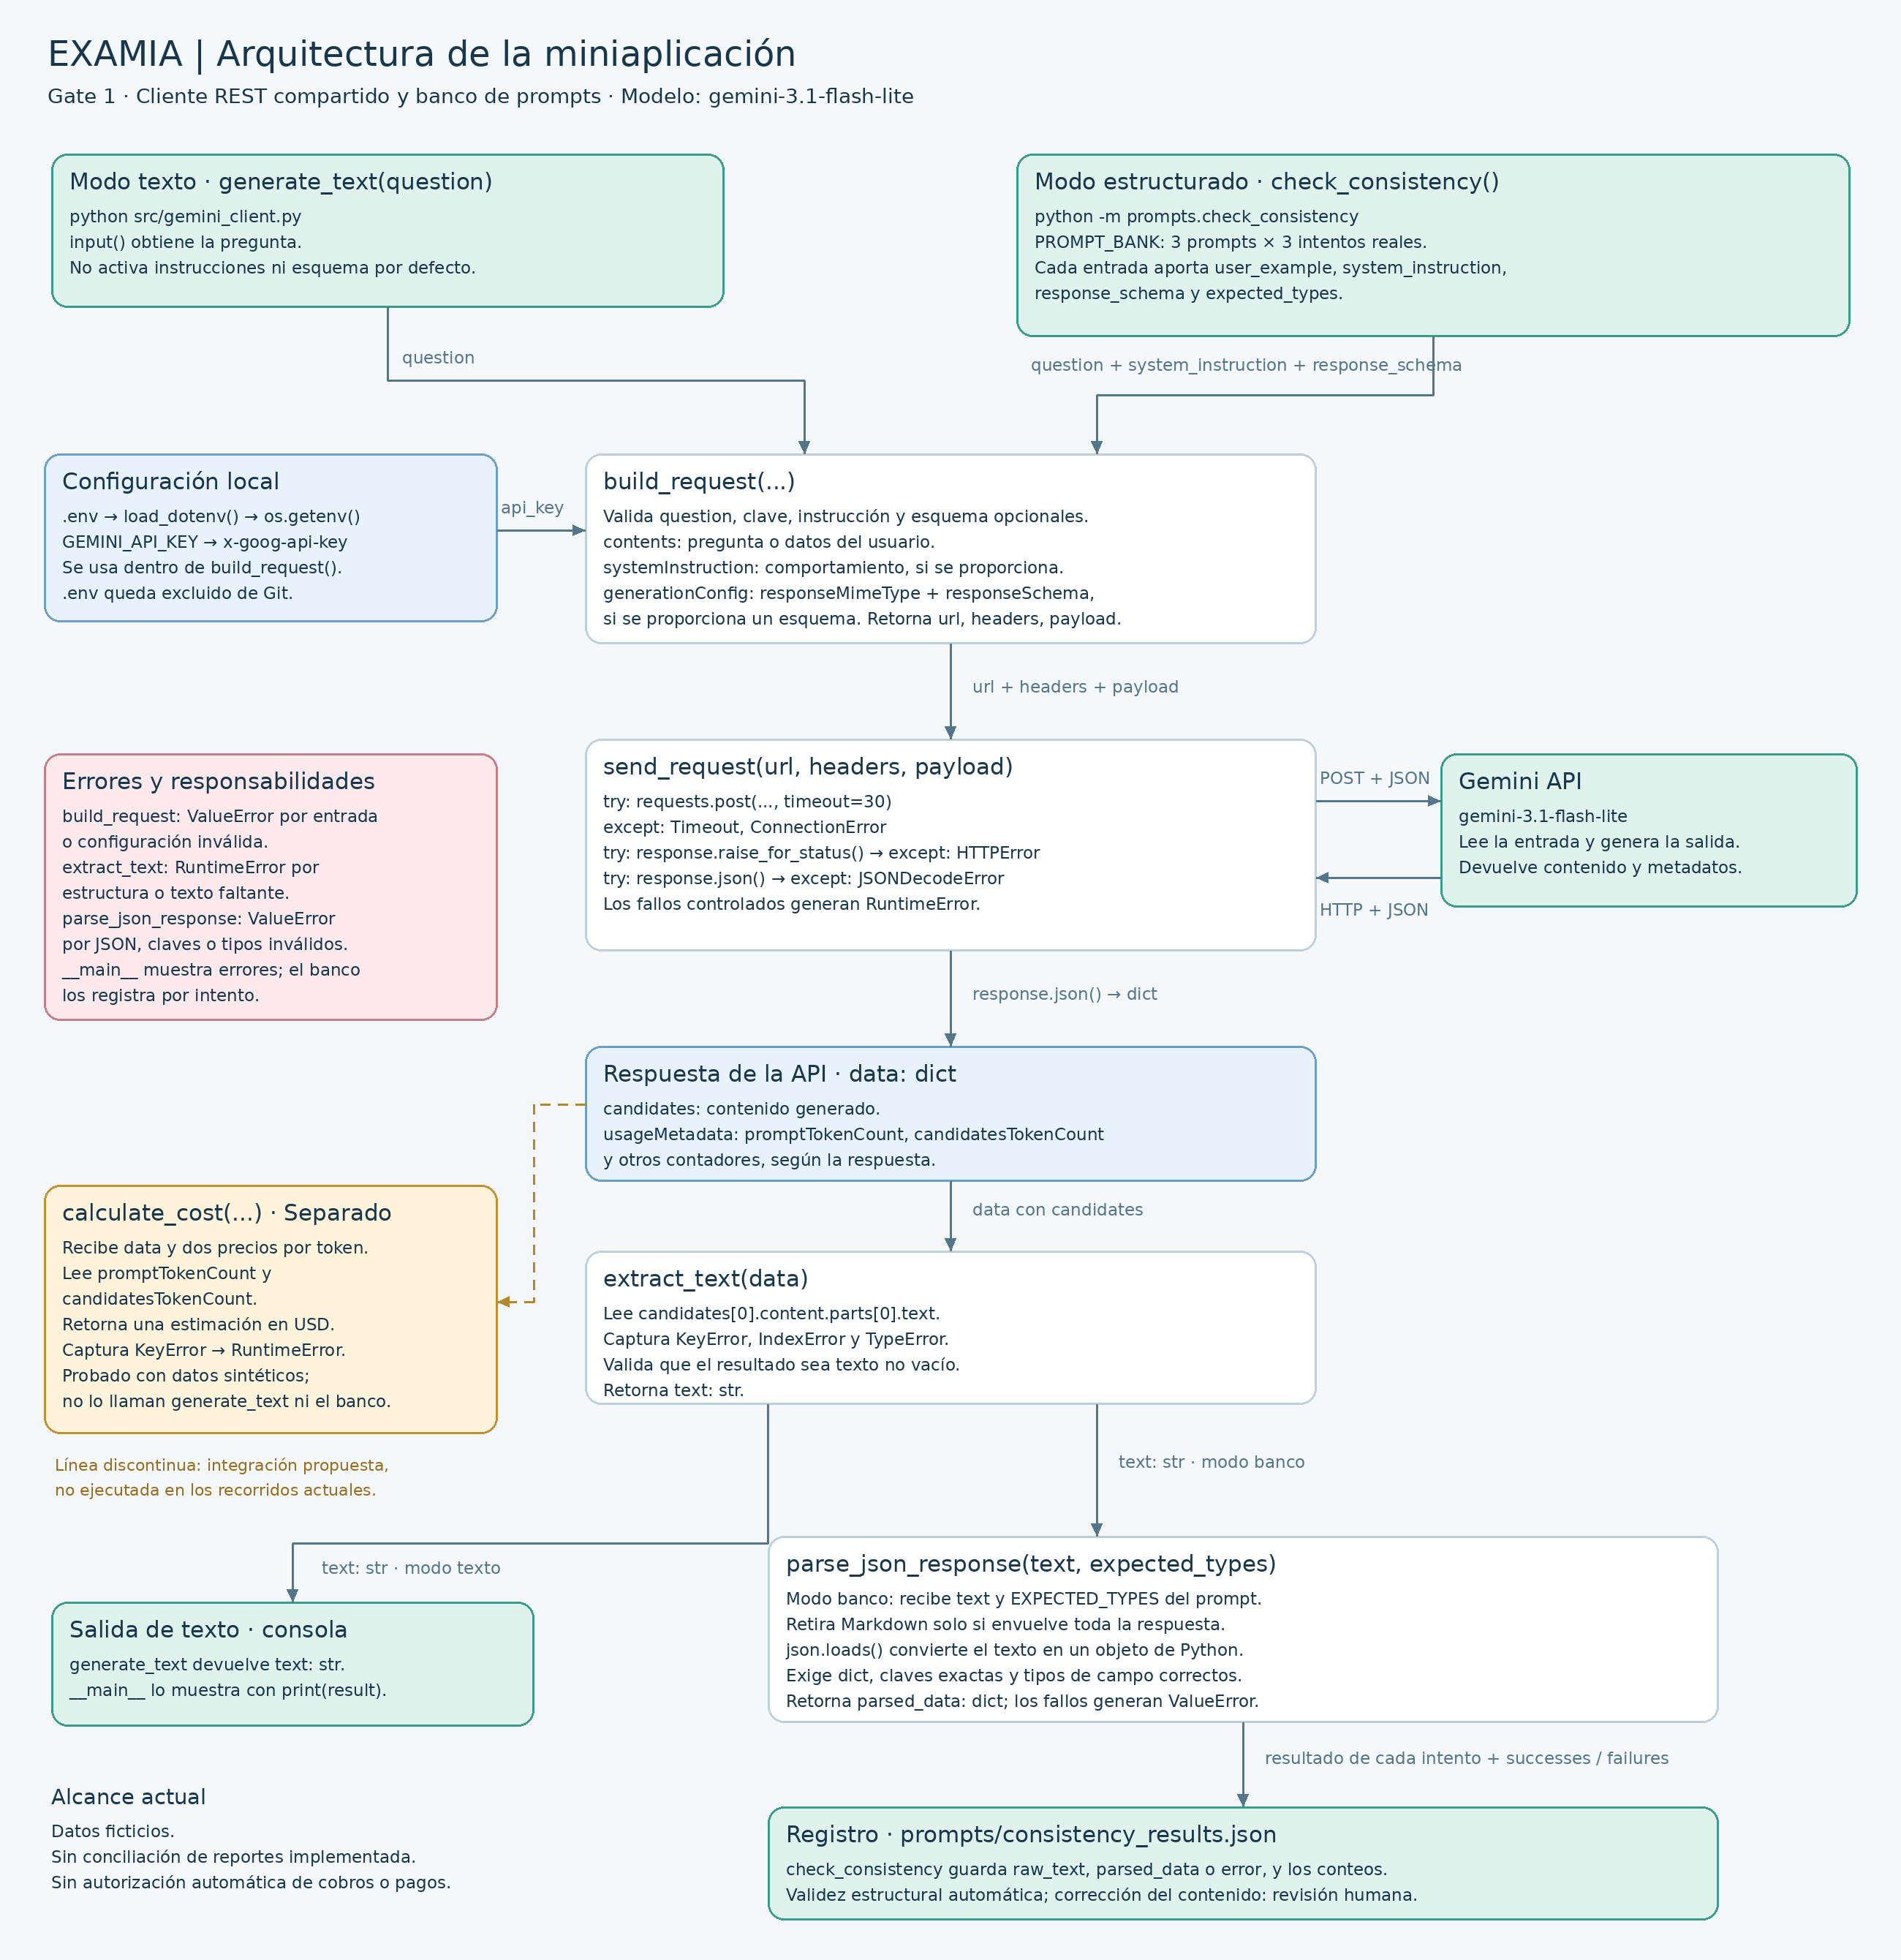 EXAMIA | Arquitectura de la miniaplicación
Gate 1 · Cliente REST compartido y banco de prompts · Modelo: gemini-3.1-flash-lite
Modo texto · generate_text(question)
python src/gemini_client.py
input() obtiene la pregunta.
No activa instrucciones ni esquema por defecto.
Modo estructurado · check_consistency()
python -m prompts.check_consistency
PROMPT_BANK: 3 prompts × 3 intentos reales.
Cada entrada aporta user_example, system_instruction,
response_schema y expected_types.
question
question + system_instruction + response_schema
Configuración local
.env → load_dotenv() → os.getenv()
GEMINI_API_KEY → x-goog-api-key
Se usa dentro de build_request().
.env queda excluido de Git.
api_key
build_request(...)
Valida question, clave, instrucción y esquema opcionales.
contents: pregunta o datos del usuario.
systemInstruction: comportamiento, si se proporciona.
generationConfig: responseMimeType + responseSchema,
si se proporciona un esquema. Retorna url, headers, payload.
url + headers + payload
Errores y responsabilidades
build_request: ValueError por entrada
o configuración inválida.
extract_text: RuntimeError por
estructura o texto faltante.
parse_json_response: ValueError
por JSON, claves o tipos inválidos.
__main__ muestra errores; el banco
los registra por intento.
send_request(url, headers, payload)
try: requests.post(..., timeout=30)
except: Timeout, ConnectionError
try: response.raise_for_status() → except: HTTPError
try: response.json() → except: JSONDecodeError
Los fallos controlados generan RuntimeError.
POST + JSON
HTTP + JSON
Gemini API
gemini-3.1-flash-lite
Lee la entrada y genera la salida.
Devuelve contenido y metadatos.
response.json() → dict
Respuesta de la API · data: dict
candidates: contenido generado.
usageMetadata: promptTokenCount, candidatesTokenCount
y otros contadores, según la respuesta.
data con candidates
calculate_cost(...) · Separado
Recibe data y dos precios por token.
Lee promptTokenCount y
candidatesTokenCount.
Retorna una estimación en USD.
Captura KeyError → RuntimeError.
Probado con datos sintéticos;
no lo llaman generate_text ni el banco.
Línea discontinua: integración propuesta,
no ejecutada en los recorridos actuales.
extract_text(data)
Lee candidates[0].content.parts[0].text.
Captura KeyError, IndexError y TypeError.
Valida que el resultado sea texto no vacío.
Retorna text: str.
text: str · modo banco
text: str · modo texto
Salida de texto · consola
generate_text devuelve text: str.
__main__ lo muestra con print(result).
parse_json_response(text, expected_types)
Modo banco: recibe text y EXPECTED_TYPES del prompt.
Retira Markdown solo si envuelve toda la respuesta.
json.loads() convierte el texto en un objeto de Python.
Exige dict, claves exactas y tipos de campo correctos.
Retorna parsed_data: dict; los fallos generan ValueError.
resultado de cada intento + successes / failures
Alcance actual
Datos ficticios.
Sin conciliación de reportes implementada.
Sin autorización automática de cobros o pagos.
Registro · prompts/consistency_results.json
check_consistency guarda raw_text, parsed_data o error, y los conteos.
Validez estructural automática; corrección del contenido: revisión humana.